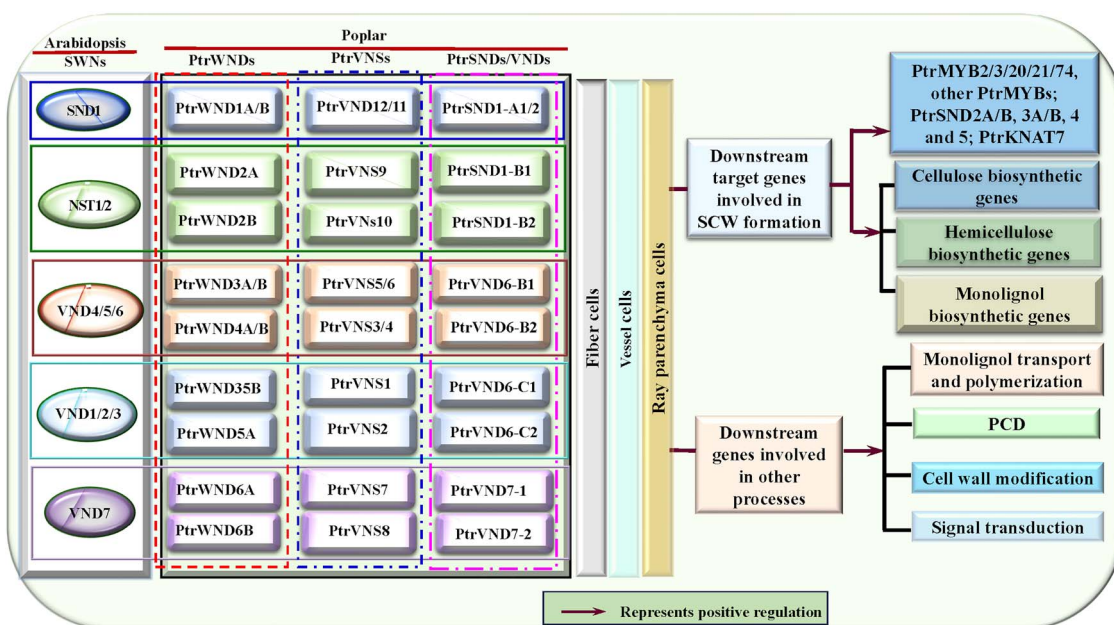 Arabidopsis
SWNs
Poplar
PtrWNDs
PtrVNSs
PtrSNDs/VNDs
SND1
PtrWND1A/B
PtrVND12/11
PtrSND1-A1/2
NST1/2
PtrWND2A
PtrVNS9
PtrSND1-B1
PtrWND2B
PtrVNs10
PtrSND1-B2
VND4/5/6
PtrWND3A/B
PtrVNS5/6
PtrVND6-B1
PtrWND4A/B
PtrVNS3/4
PtrVND6-B2
VND1/2/3
PtrWND35B
PtrVNS1
PtrVND6-C1
PtrWND5A
PtrVNS2
PtrVND6-C2
VND7
PtrWND6A
PtrVNS7
PtrVND7-1
PtrWND6B
PtrVNS8
PtrVND7-2
Fiber cells
Vessel cells
Ray parenchyma cells
Downstream
target genes
involved in
SCW formation
PtrMYB2/3/20/21/74,
other PtrMYBs;
PtrSND2A/B, 3A/B, 4
and 5; PtrKNAT7
Cellulose biosynthetic
genes
Hemicellulose
biosynthetic genes
Monolignol
biosynthetic genes
Downstream
genes involved
in other
processes
Monolignol transport
and polymerization
PCD
Cell wall modification
Signal transduction
Represents positive regulation